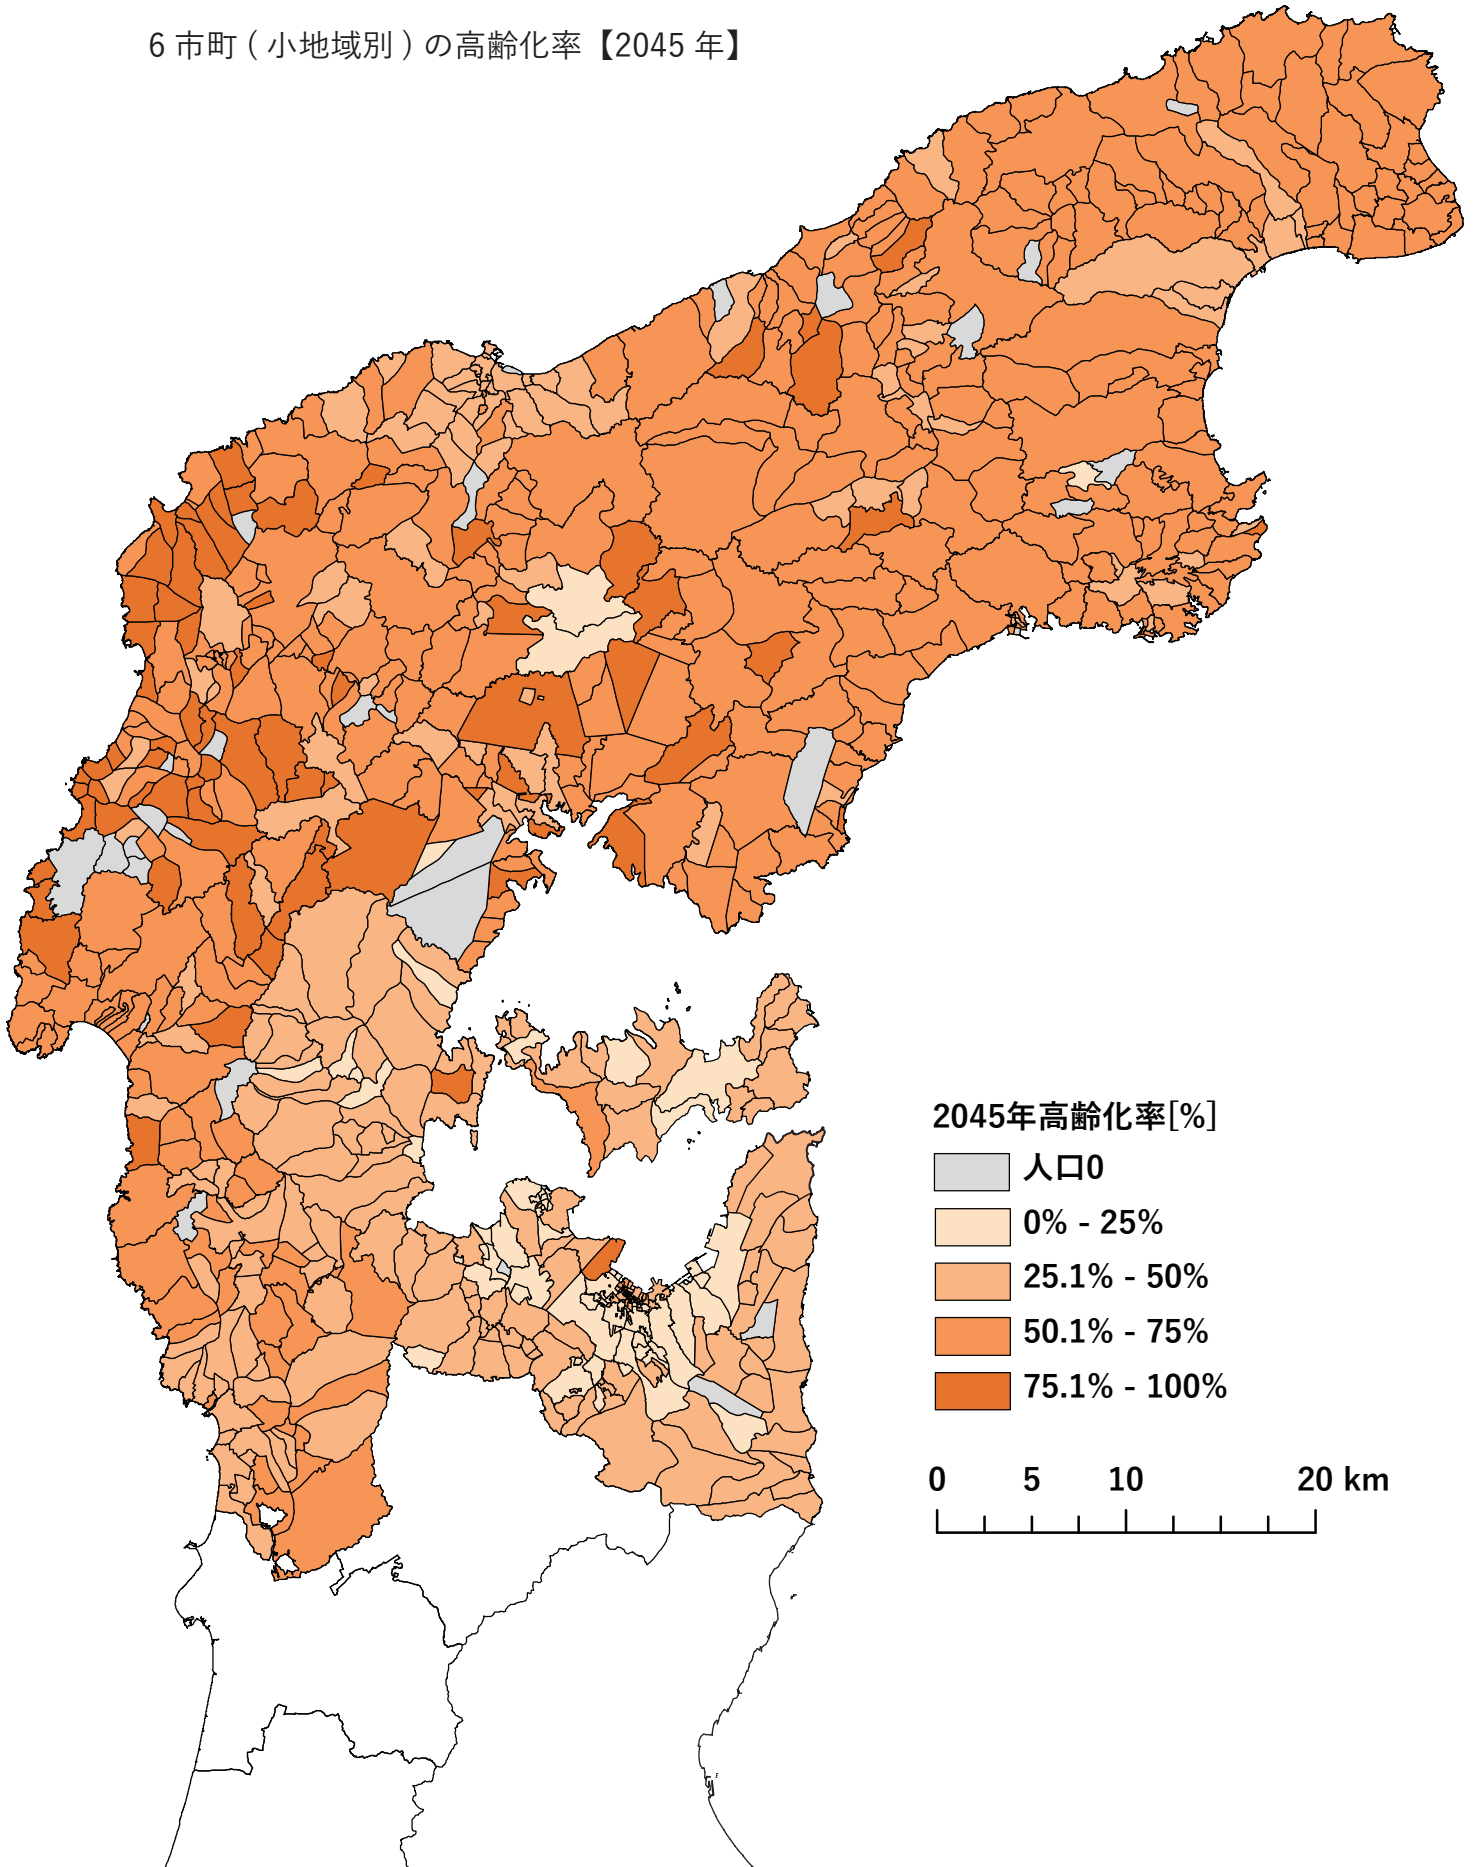 6 市町 ( 小地域別 ) の高齢化率【2045 年】
2045年高齢化率[%]
人口0
0% - 25%
25.1% - 50%
50.1% - 75%
75.1% - 100%
0 5 10 20 km